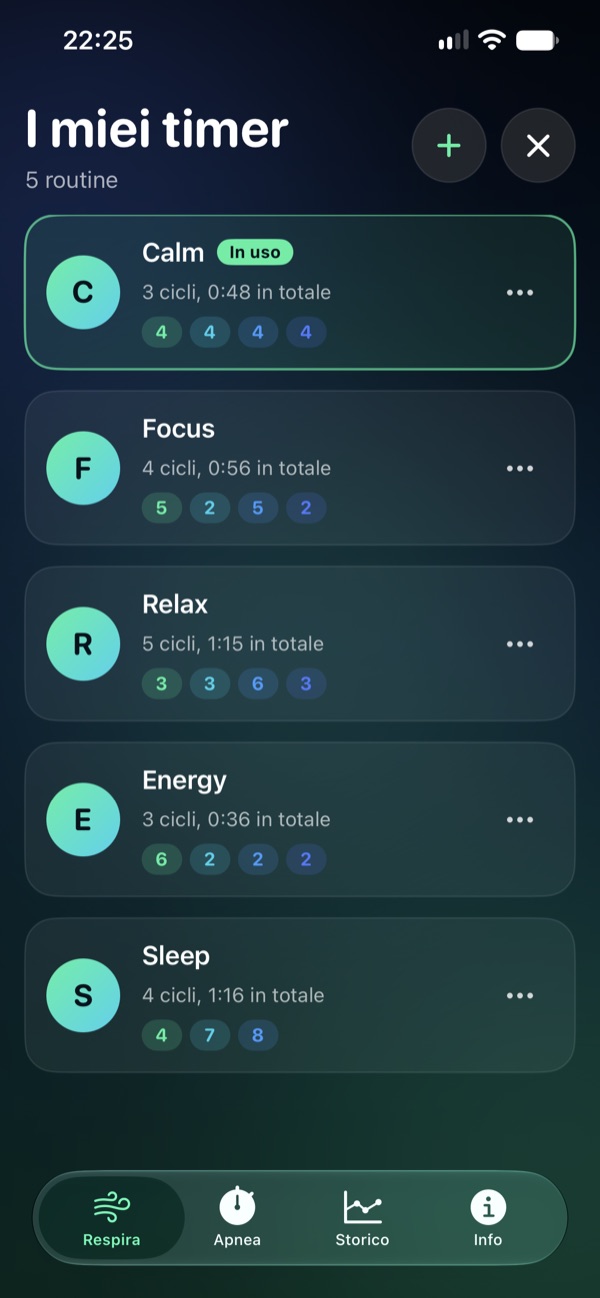 22:25
I miei timer
5 routine
C
Calm In uso
3 cicli, 0:48 in totale
4 4 4 4
F
Focus
4 cicli, 0:56 in totale
5 2 5 2
R
Relax
5 cicli, 1:15 in totale
3 3 6 3
E
Energy
3 cicli, 0:36 in totale
6 2 2 2
S
Sleep
4 cicli, 1:16 in totale
4 7 8
Respira Apnea Storico Info